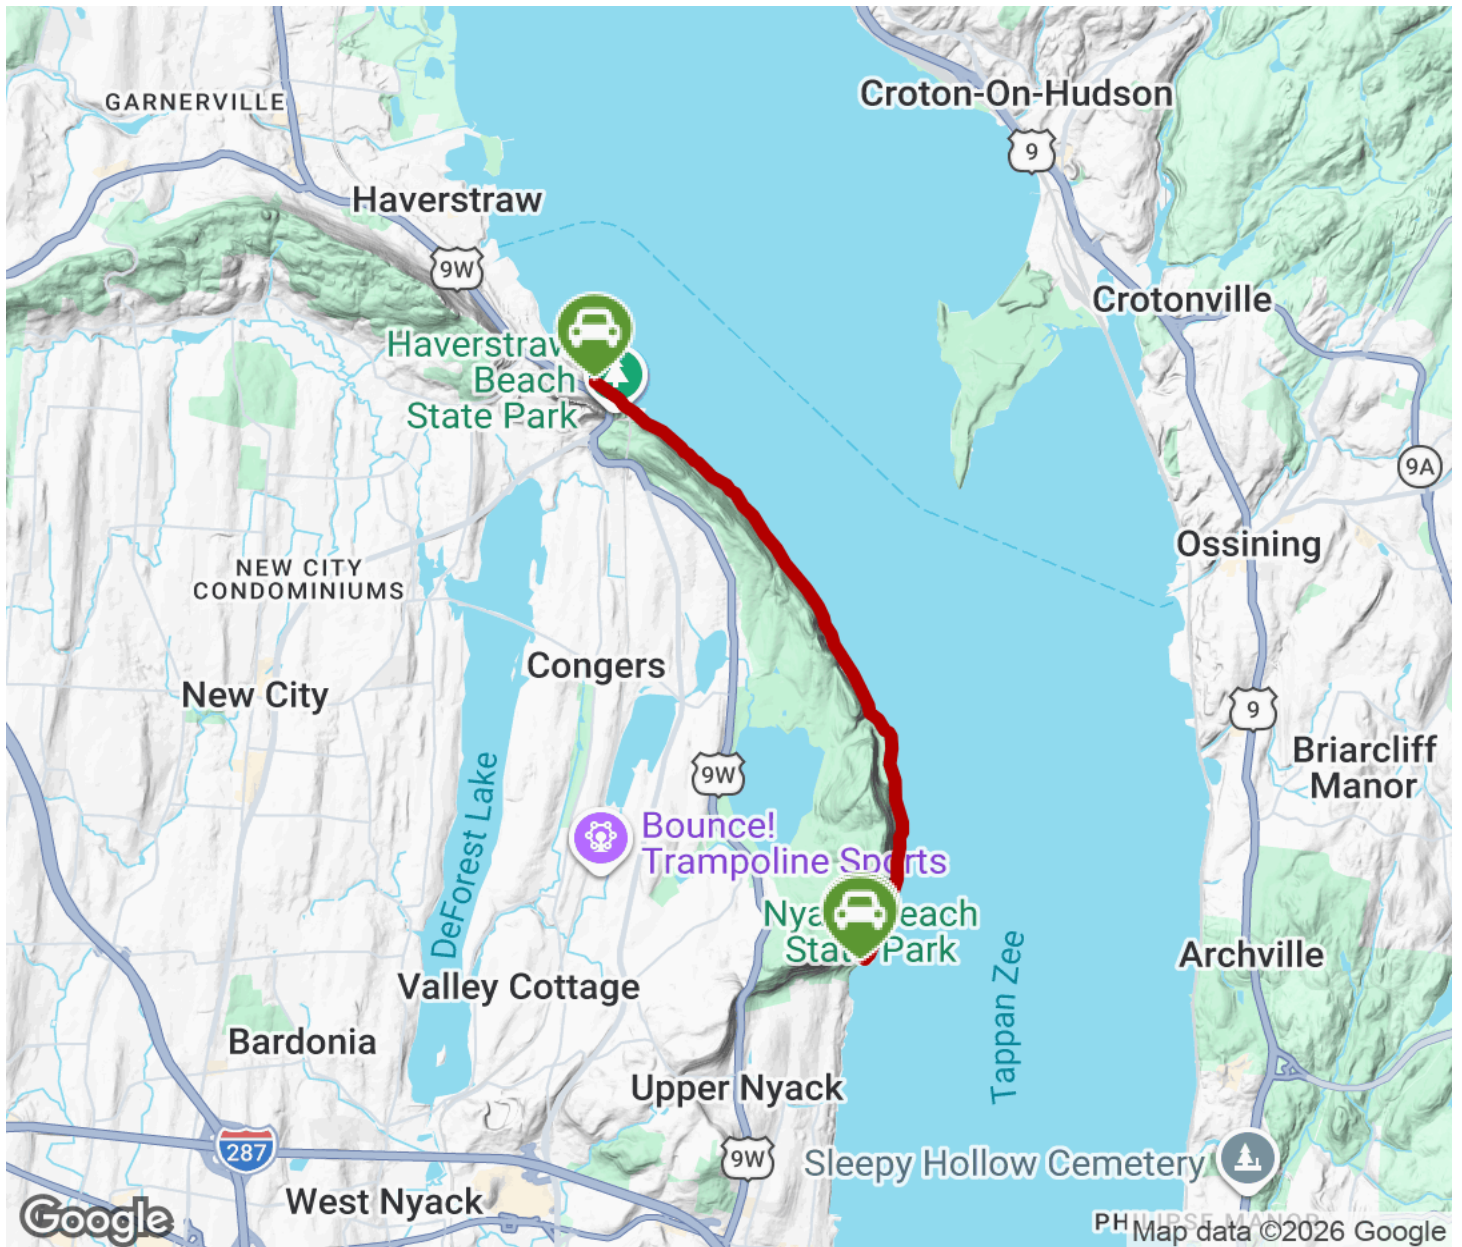 Croton-On-Hudson
GARNERVILLE
9
Haverstraw
9W
Crotonville
Haverstraw
Beach
State Park
9A
Ossining
NEW CITY
CONDOMINIUMS
Congers
New City
9
Briarcliff
Manor
9W
DeForest Lake
Bounce!
Trampoline Sports
Nyack Beach
State Park
Tappan Zee
Archville
Valley Cottage
Bardonia
Upper Nyack
287
9W
Sleepy Hollow Cemetery
West Nyack
Google
Map data ©2026 Google